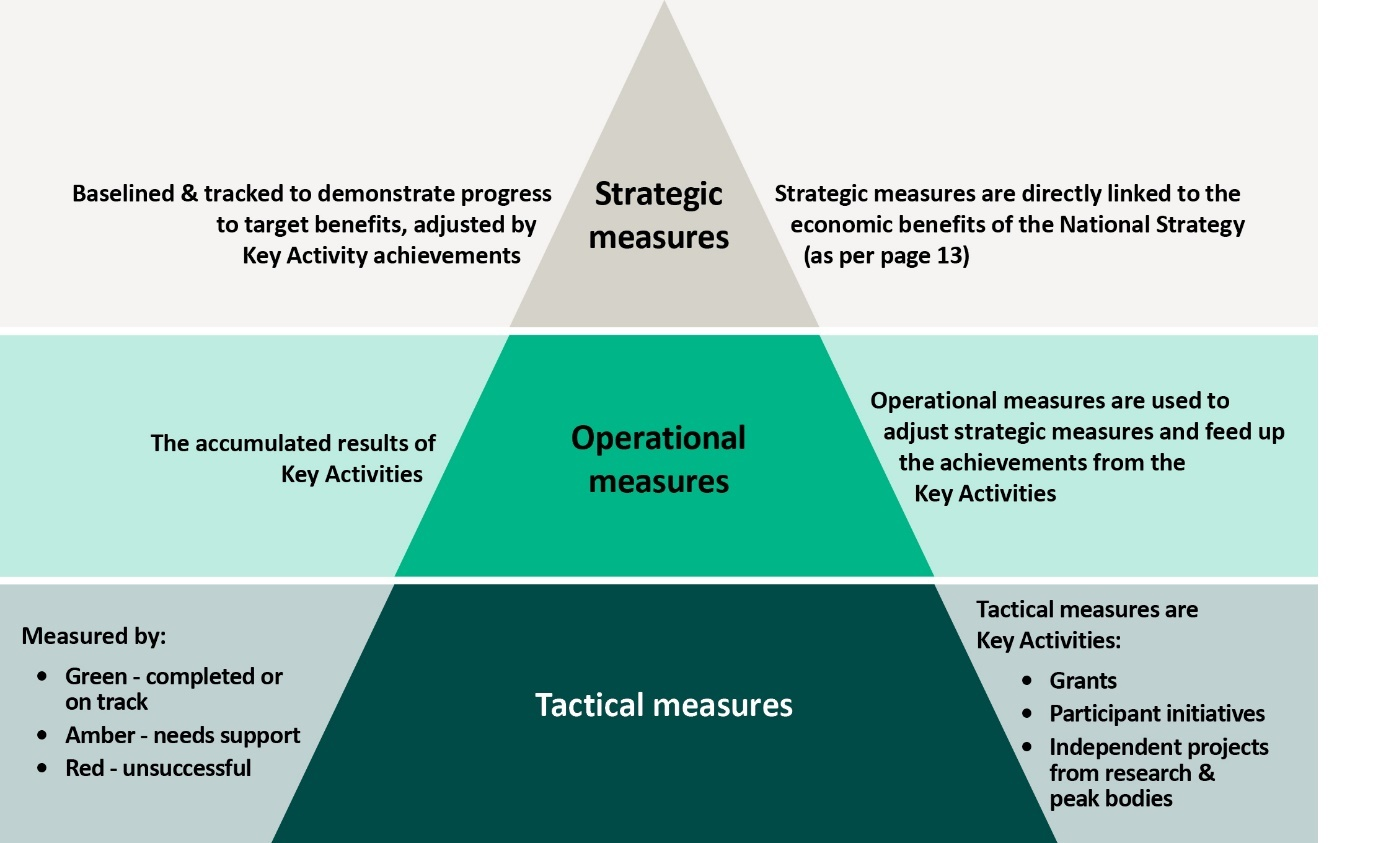 Baselined & tracked to demonstrate progress
to target benefits, adjusted by
Key Activity achievements
Strategic
measures
Strategic measures are directly linked to the
economic benefits of the National Strategy
(as per page 13)
The accumulated results of
Key Activities
Operational
measures
Operational measures are used to
adjust strategic measures and feed up
the achievements from the
Key Activities
Measured by:
• Green - completed or
on track
• Amber - needs support
• Red - unsuccessful
Tactical measures
Tactical measures are
Key Activities:
• Grants
• Participant initiatives
• Independent projects
from research &
peak bodies